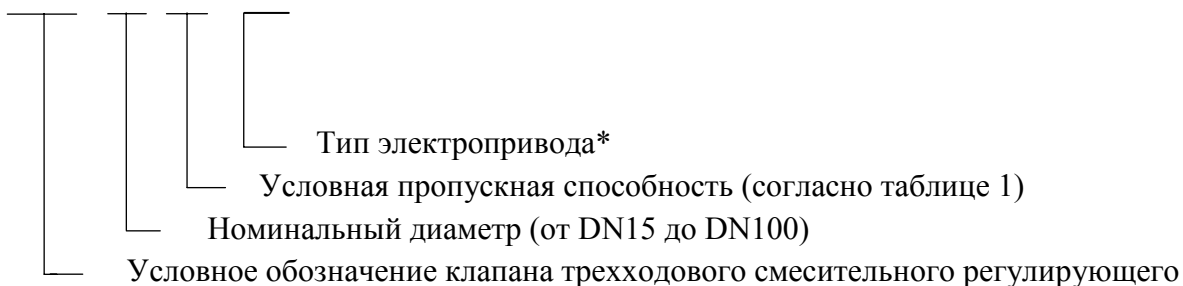 Тип электропривода*
Условная пропускная способность (согласно таблице 1)
Номинальный диаметр (от DN15 до DN100)
Условное обозначение клапана трехходового смесительного регулирующего